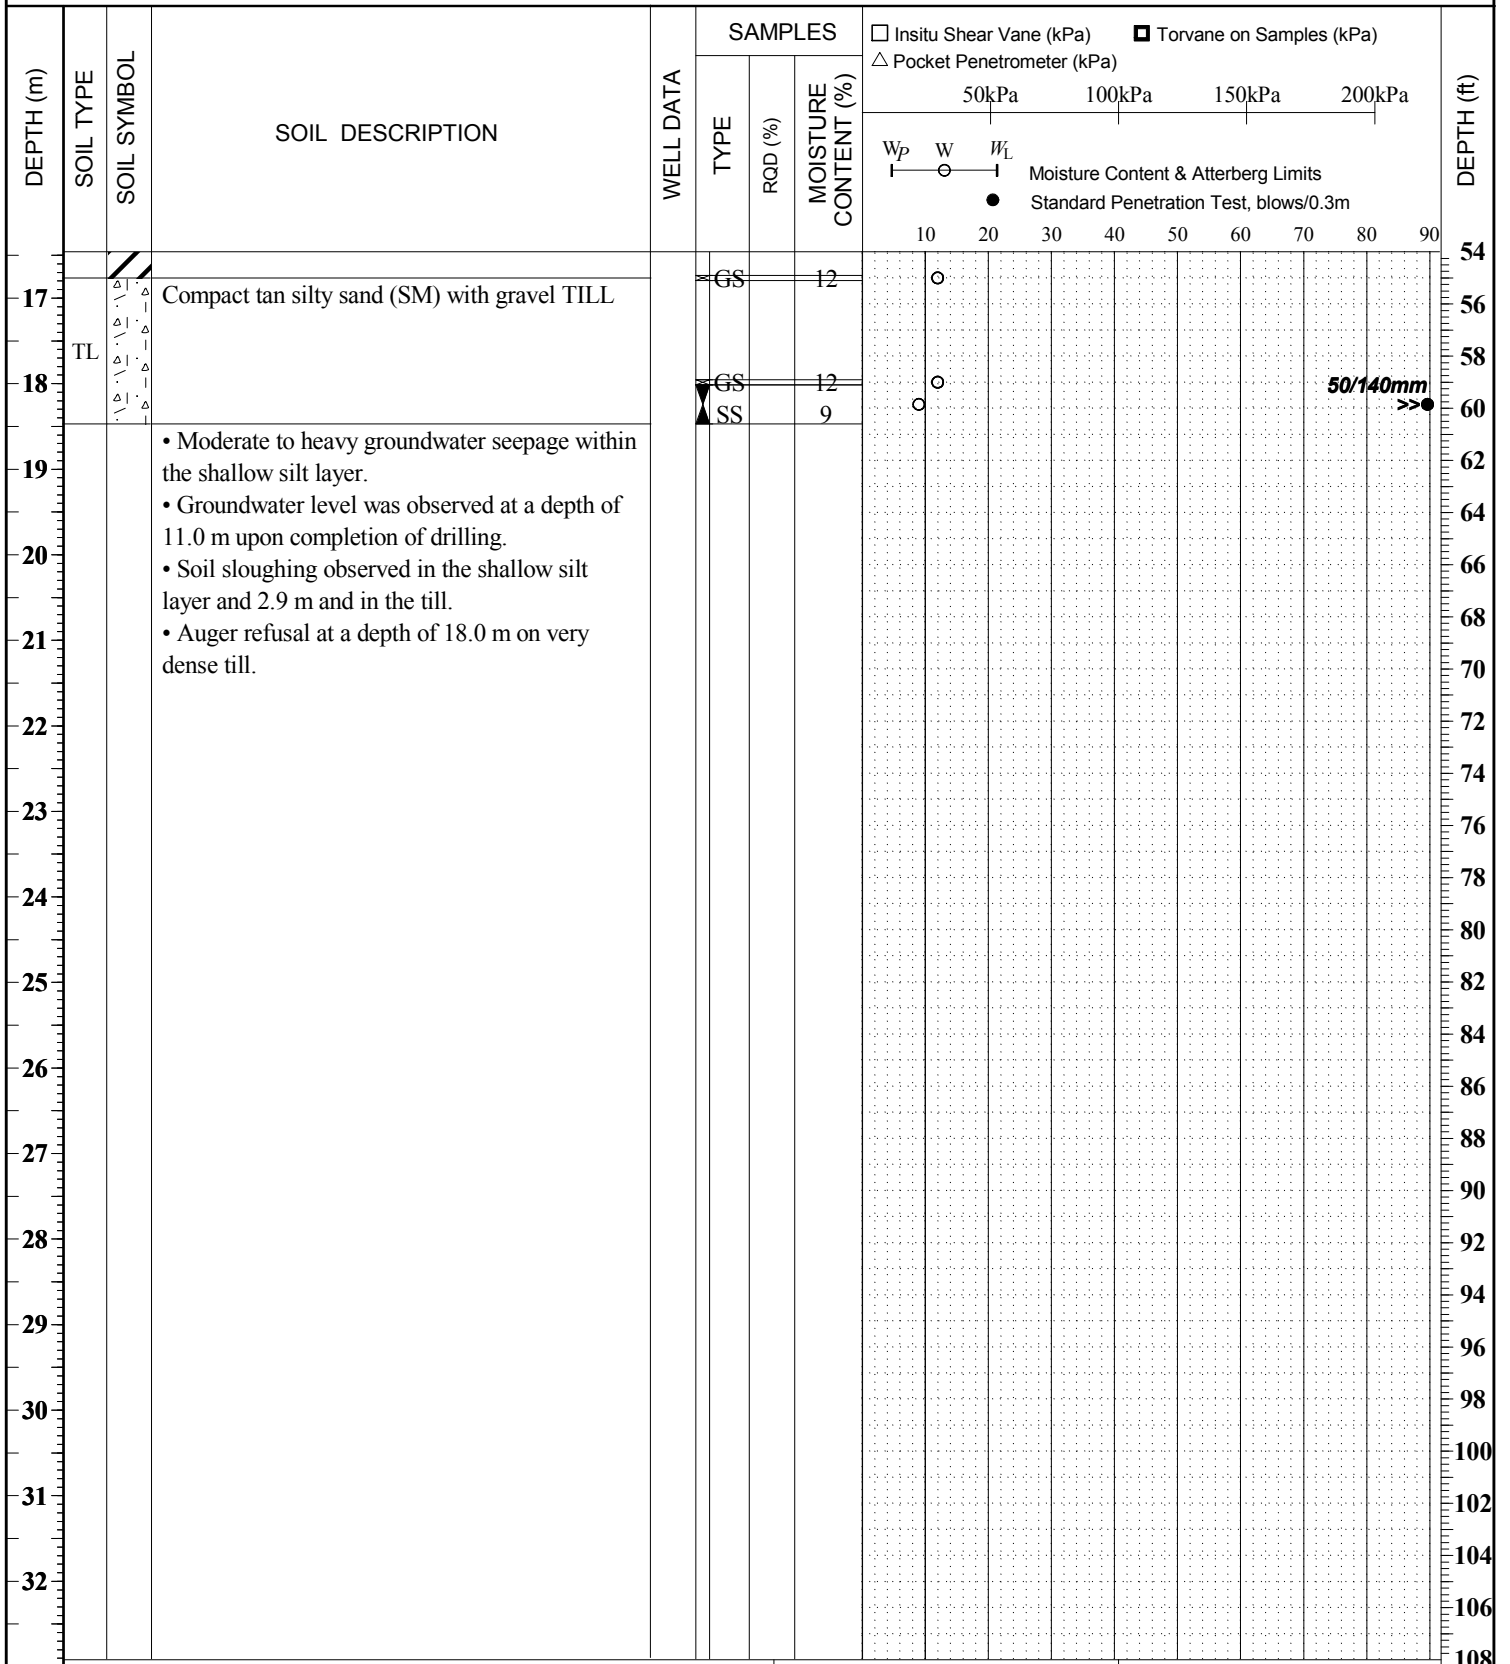 DEPTH (m)
SOIL TYPE
SOIL SYMBOL
SOIL DESCRIPTION
WELL DATA
SAMPLES
TYPE
RQD (%)
MOISTURE
CONTENT (%)
Insitu Shear Vane (kPa)
Torvane on Samples (kPa)
Pocket Penetrometer (kPa)
50kPa 100kPa 150kPa 200kPa
WP W WL
Moisture Content & Atterberg Limits
Standard Penetration Test, blows/0.3m
10 20 30 40 50 60 70 80 90
DEPTH (ft)
54
GS 12
17
Compact tan silty sand (SM) with gravel TILL
56
TL
58
18
GS 12
50/140mm
>>
SS 9
60
• Moderate to heavy groundwater seepage within
the shallow silt layer.
19
62
• Groundwater level was observed at a depth of
11.0 m upon completion of drilling.
64
20
• Soil sloughing observed in the shallow silt
layer and 2.9 m and in the till.
66
68
21
• Auger refusal at a depth of 18.0 m on very
dense till.
70
22
72
74
23
76
78
24
80
25
82
84
26
86
27
88
90
28
92
94
29
96
98
30
100
31
102
104
32
106
108